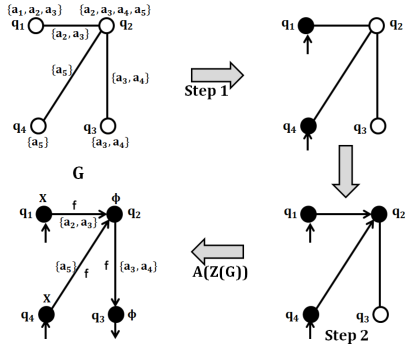 {a₁, a₂, a₃} {a₂, a₃, a₄, a₅}
q₁ q₂
{a₂, a₃}
{a₅} {a₃, a₄}
q₄ q₃
{a₅} {a₃, a₄}
G
Step 1
q₁ q₂
q₄ q₃
q₁ q₂
q₄ q₃
Step 2
A(Z(G))
X f ϕ
q₁ q₂
{a₂, a₃}
{a₅} f f {a₃, a₄}
X
q₄ q₃ ϕ